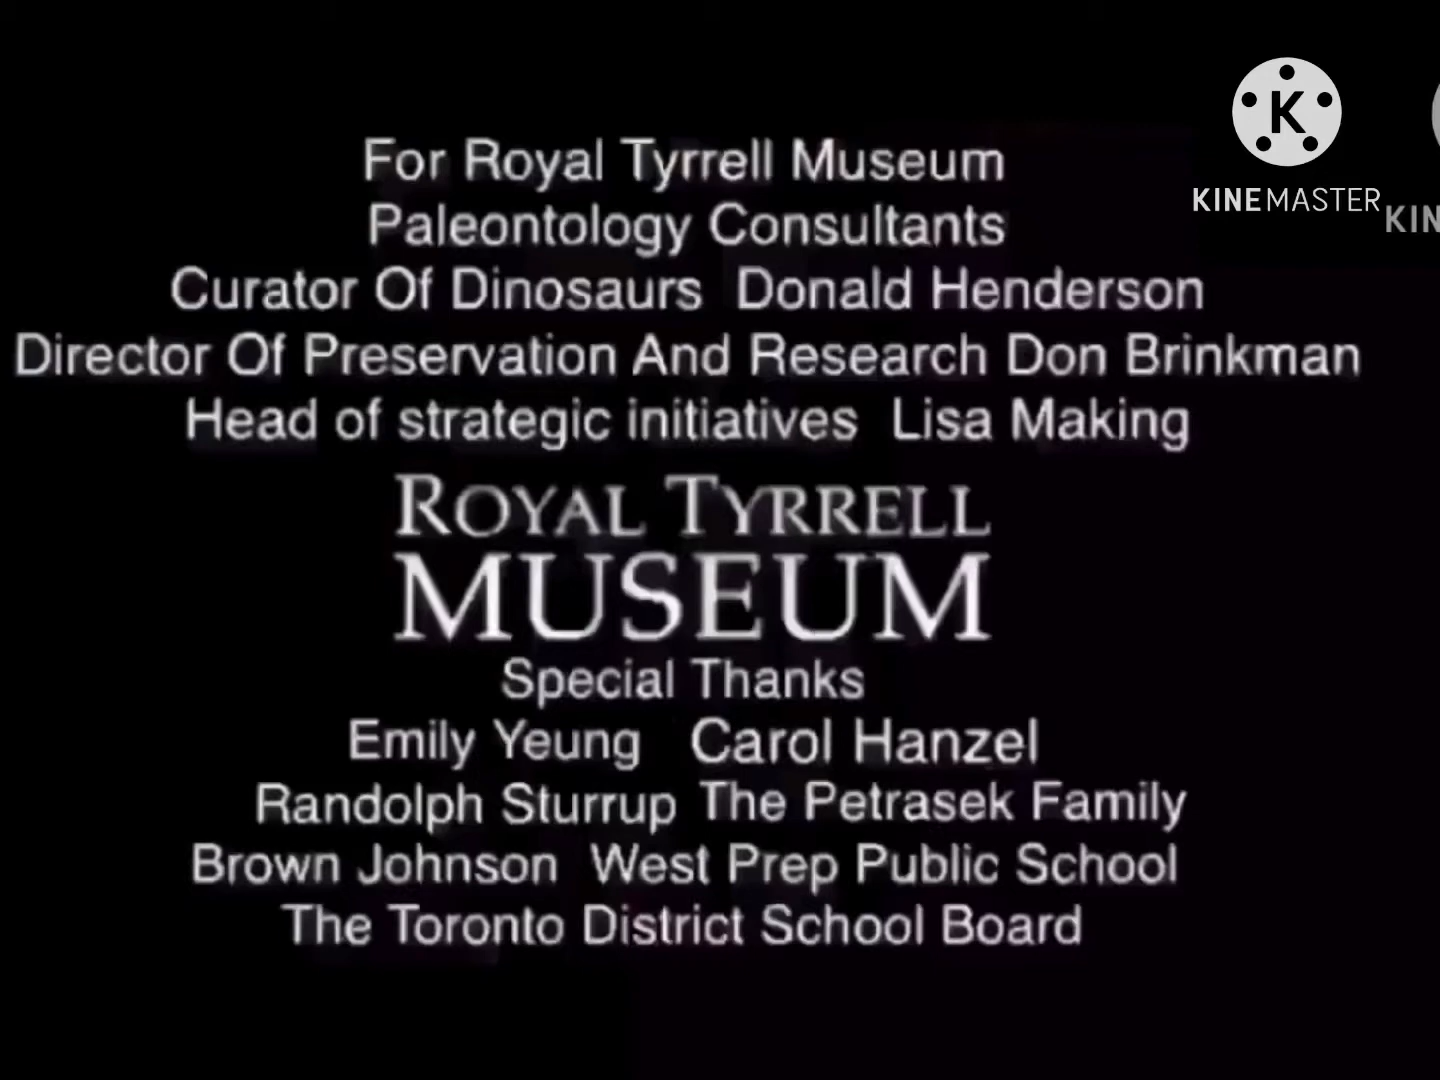 For Royal Tyrrell Museum
Paleontology Consultants
Curator Of Dinosaurs Donald Henderson
Director Of Preservation And Research Don Brinkman
Head of strategic initiatives Lisa Making
ROYAL TYRRELL
MUSEUM
Special Thanks
Emily Yeung Carol Hanzel
Randolph Sturrup The Petrasek Family
Brown Johnson West Prep Public School
The Toronto District School Board
K
KINEMASTER
KIN